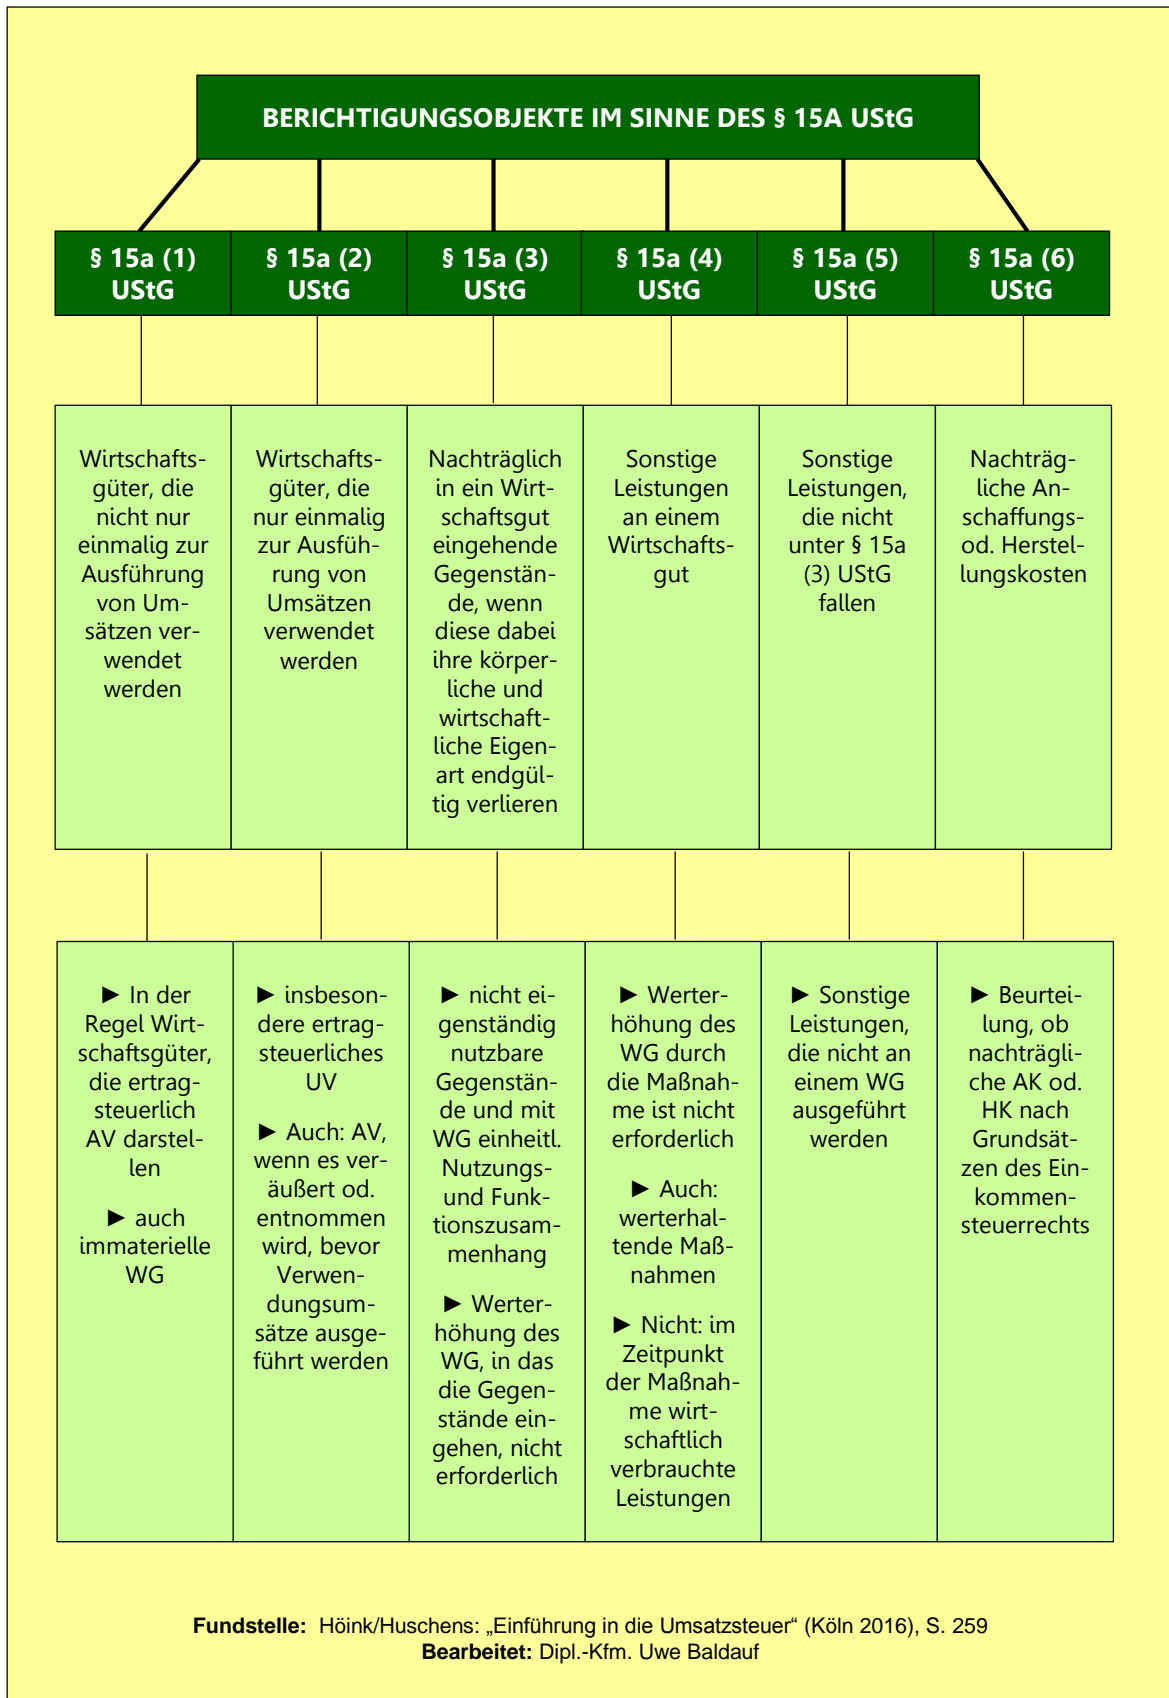 BERICHTIGUNGSOBJEKTE IM SINNE DES § 15A UStG
§ 15a (1)
UStG
§ 15a (2)
UStG
§ 15a (3)
UStG
§ 15a (4)
UStG
§ 15a (5)
UStG
§ 15a (6)
UStG
Wirtschafts-
güter, die
nicht nur
einmalig zur
Ausführung
von Um-
sätzen ver-
wendet
werden
Wirtschafts-
güter, die
nur einmalig
zur Ausfüh-
rung von
Umsätzen
verwendet
werden
Nachträglich
in ein Wirt-
schaftsgut
eingehende
Gegenstän-
de, wenn
diese dabei
ihre körper-
liche und
wirtschaft-
liche Eigen-
art endgül-
tig verlieren
Sonstige
Leistungen
an einem
Wirtschafts-
gut
Sonstige
Leistungen,
die nicht
unter § 15a
(3) UStG
fallen
Nachträg-
liche An-
schaffungs-
od. Herstel-
lungskosten
► In der
Regel Wirt-
schaftsgüter,
die ertrag-
steuerlich
AV darstel-
len
► auch
immaterielle
WG
► insbeson-
dere ertrag-
steuerliches
UV
► Auch: AV,
wenn es ver-
äußert od.
entnommen
wird, bevor
Verwen-
dungsum-
sätze ausge-
führt werden
► nicht ei-
genständig
nutzbare
Gegenstän-
de und mit
WG einheitl.
Nutzungs-
und Funk-
tionszusam-
menhang
► Werter-
höhung des
WG, in das
die Gegen-
stände ein-
gehen, nicht
erforderlich
► Werter-
höhung des
WG durch
die Maßnah-
me ist nicht
erforderlich
► Auch:
werterhal-
tende Maß-
nahmen
► Nicht: im
Zeitpunkt
der Maßnah-
me wirt-
schaftlich
verbrauchte
Leistungen
► Sonstige
Leistungen,
die nicht an
einem WG
ausgeführt
werden
► Beurtei-
lung, ob
nachträgli-
che AK od.
HK nach
Grundsät-
zen des Ein-
kommen-
steuerrechts
Fundstelle: Höink/Huschens: „Einführung in die Umsatzsteuer“ (Köln 2016), S. 259
Bearbeitet: Dipl.-Kfm. Uwe Baldauf